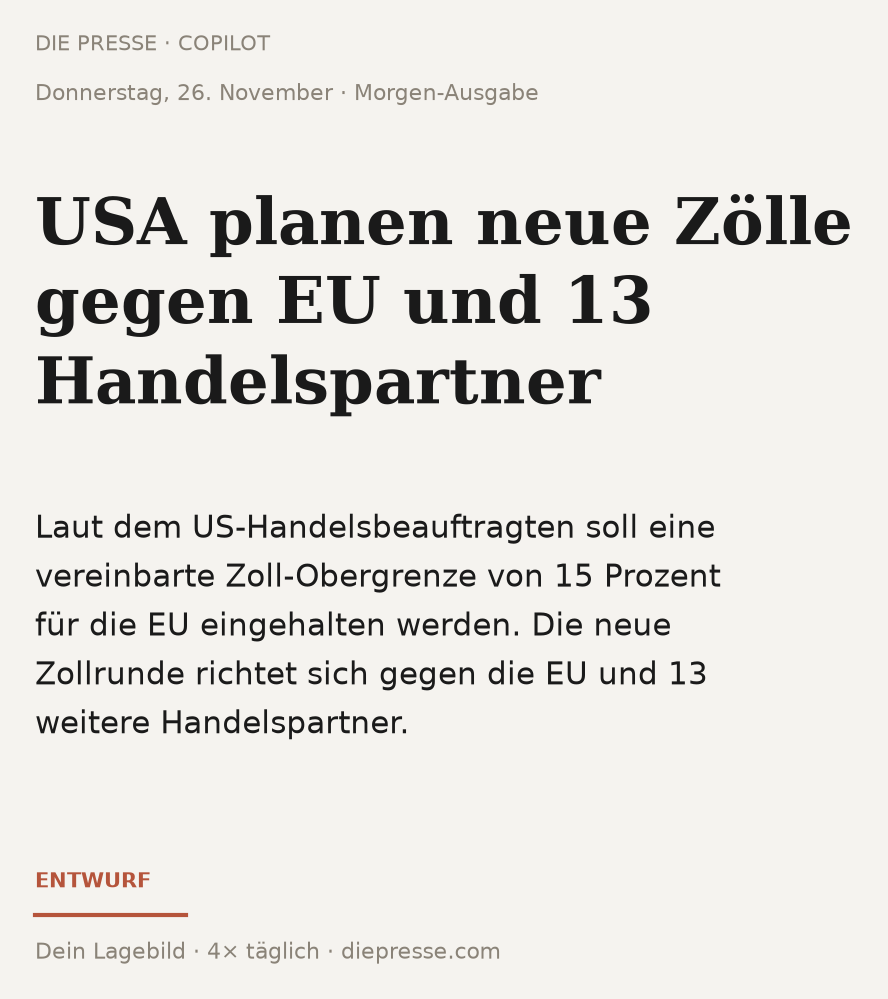 DIE PRESSE · COPILOT
Donnerstag, 26. November · Morgen-Ausgabe
USA planen neue Zölle
gegen EU und 13
Handelspartner
Laut dem US-Handelsbeauftragten soll eine
vereinbarte Zoll-Obergrenze von 15 Prozent
für die EU eingehalten werden. Die neue
Zollrunde richtet sich gegen die EU und 13
weitere Handelspartner.
ENTWURF
Dein Lagebild · 4× täglich · diepresse.com